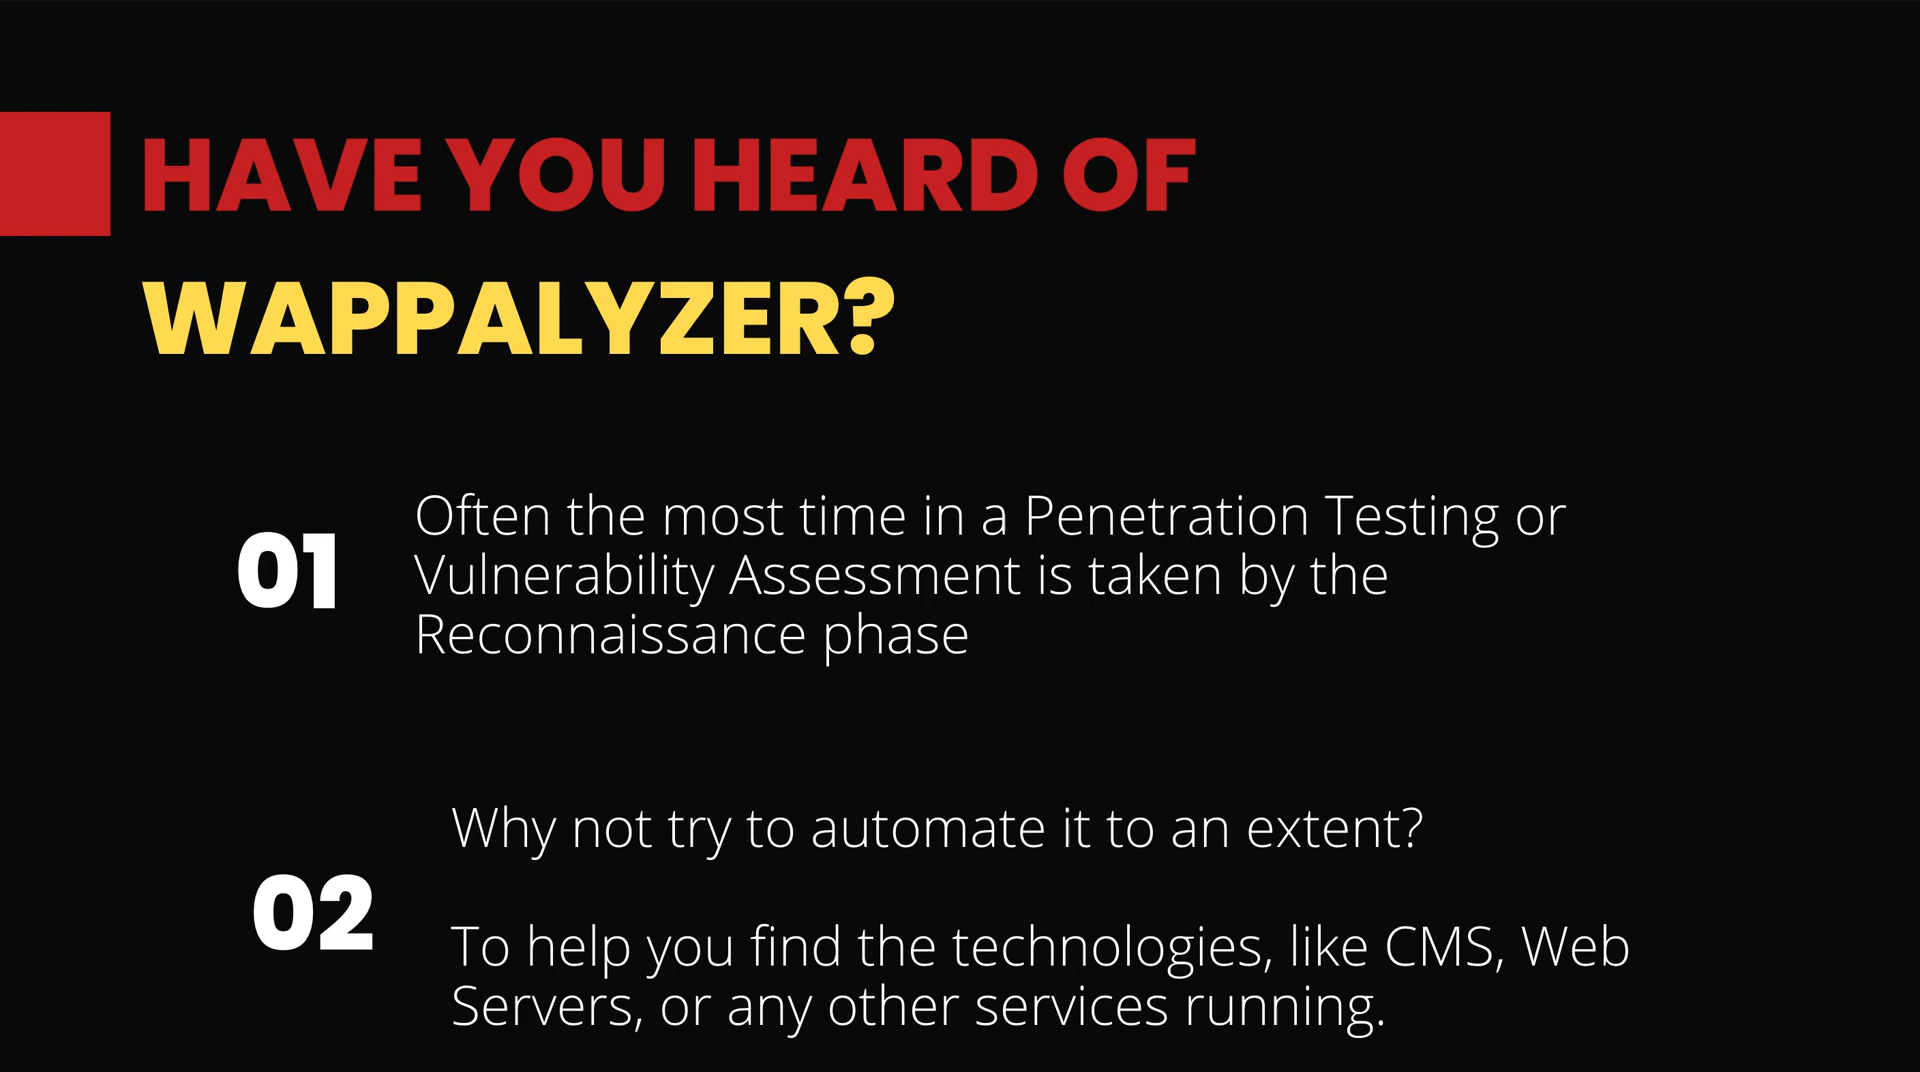 HAVE YOU HEARD OF
WAPPALYZER?
01
Often the most time in a Penetration Testing or
Vulnerability Assessment is taken by the
Reconnaissance phase
02
Why not try to automate it to an extent?
To help you find the technologies, like CMS, Web
Servers, or any other services running.